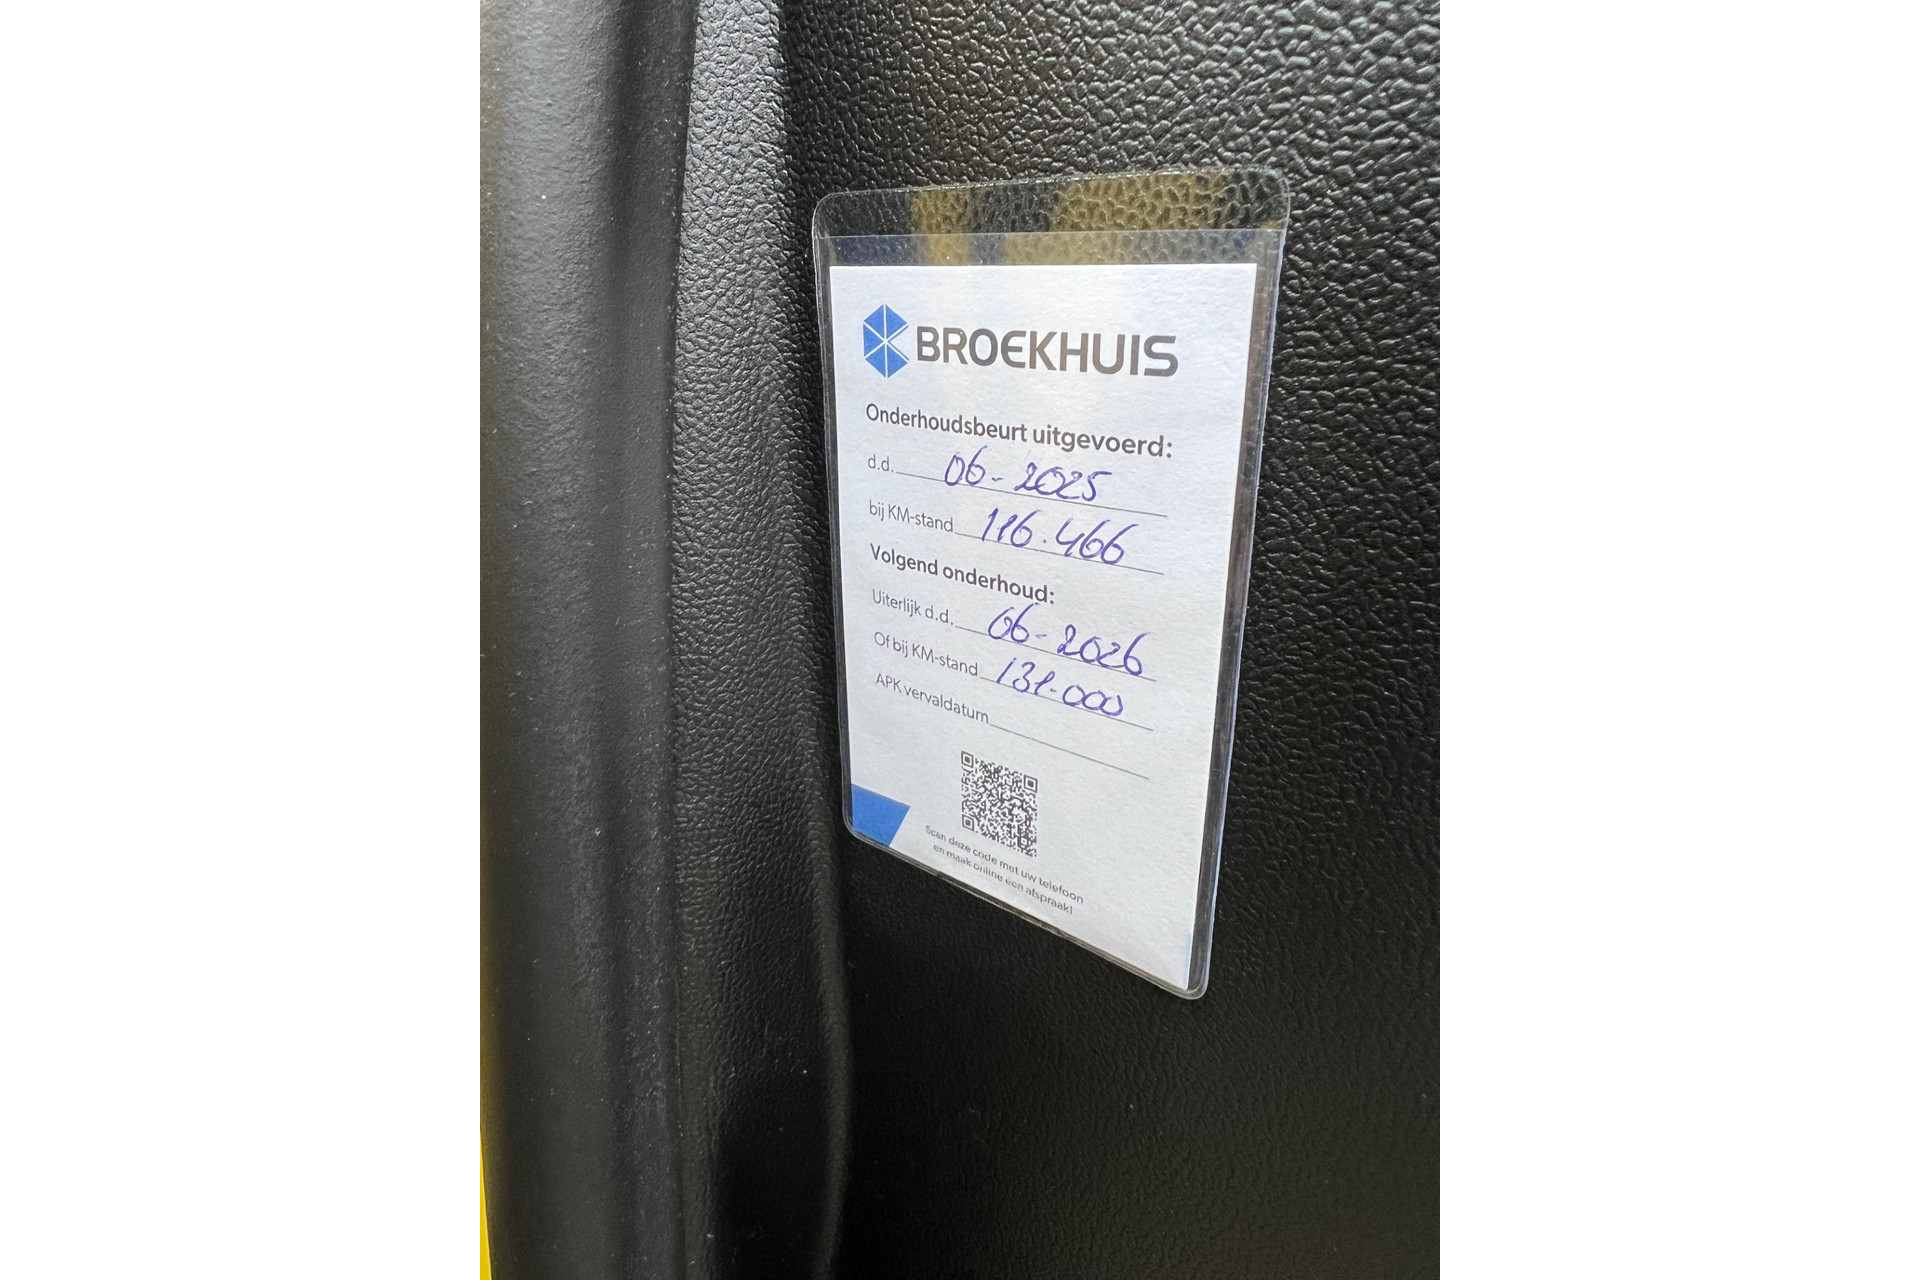 BROEKHUIS
Onderhoudsbeurt uitgevoerd:
d.d. 06-2025
bij KM-stand 116.466
Volgend onderhoud:
Uiterlijk d.d. 06-2026
Of bij KM-stand 131.000
APK vervaldatum
Scan deze code met uw telefoon
en maak online een afspraak!